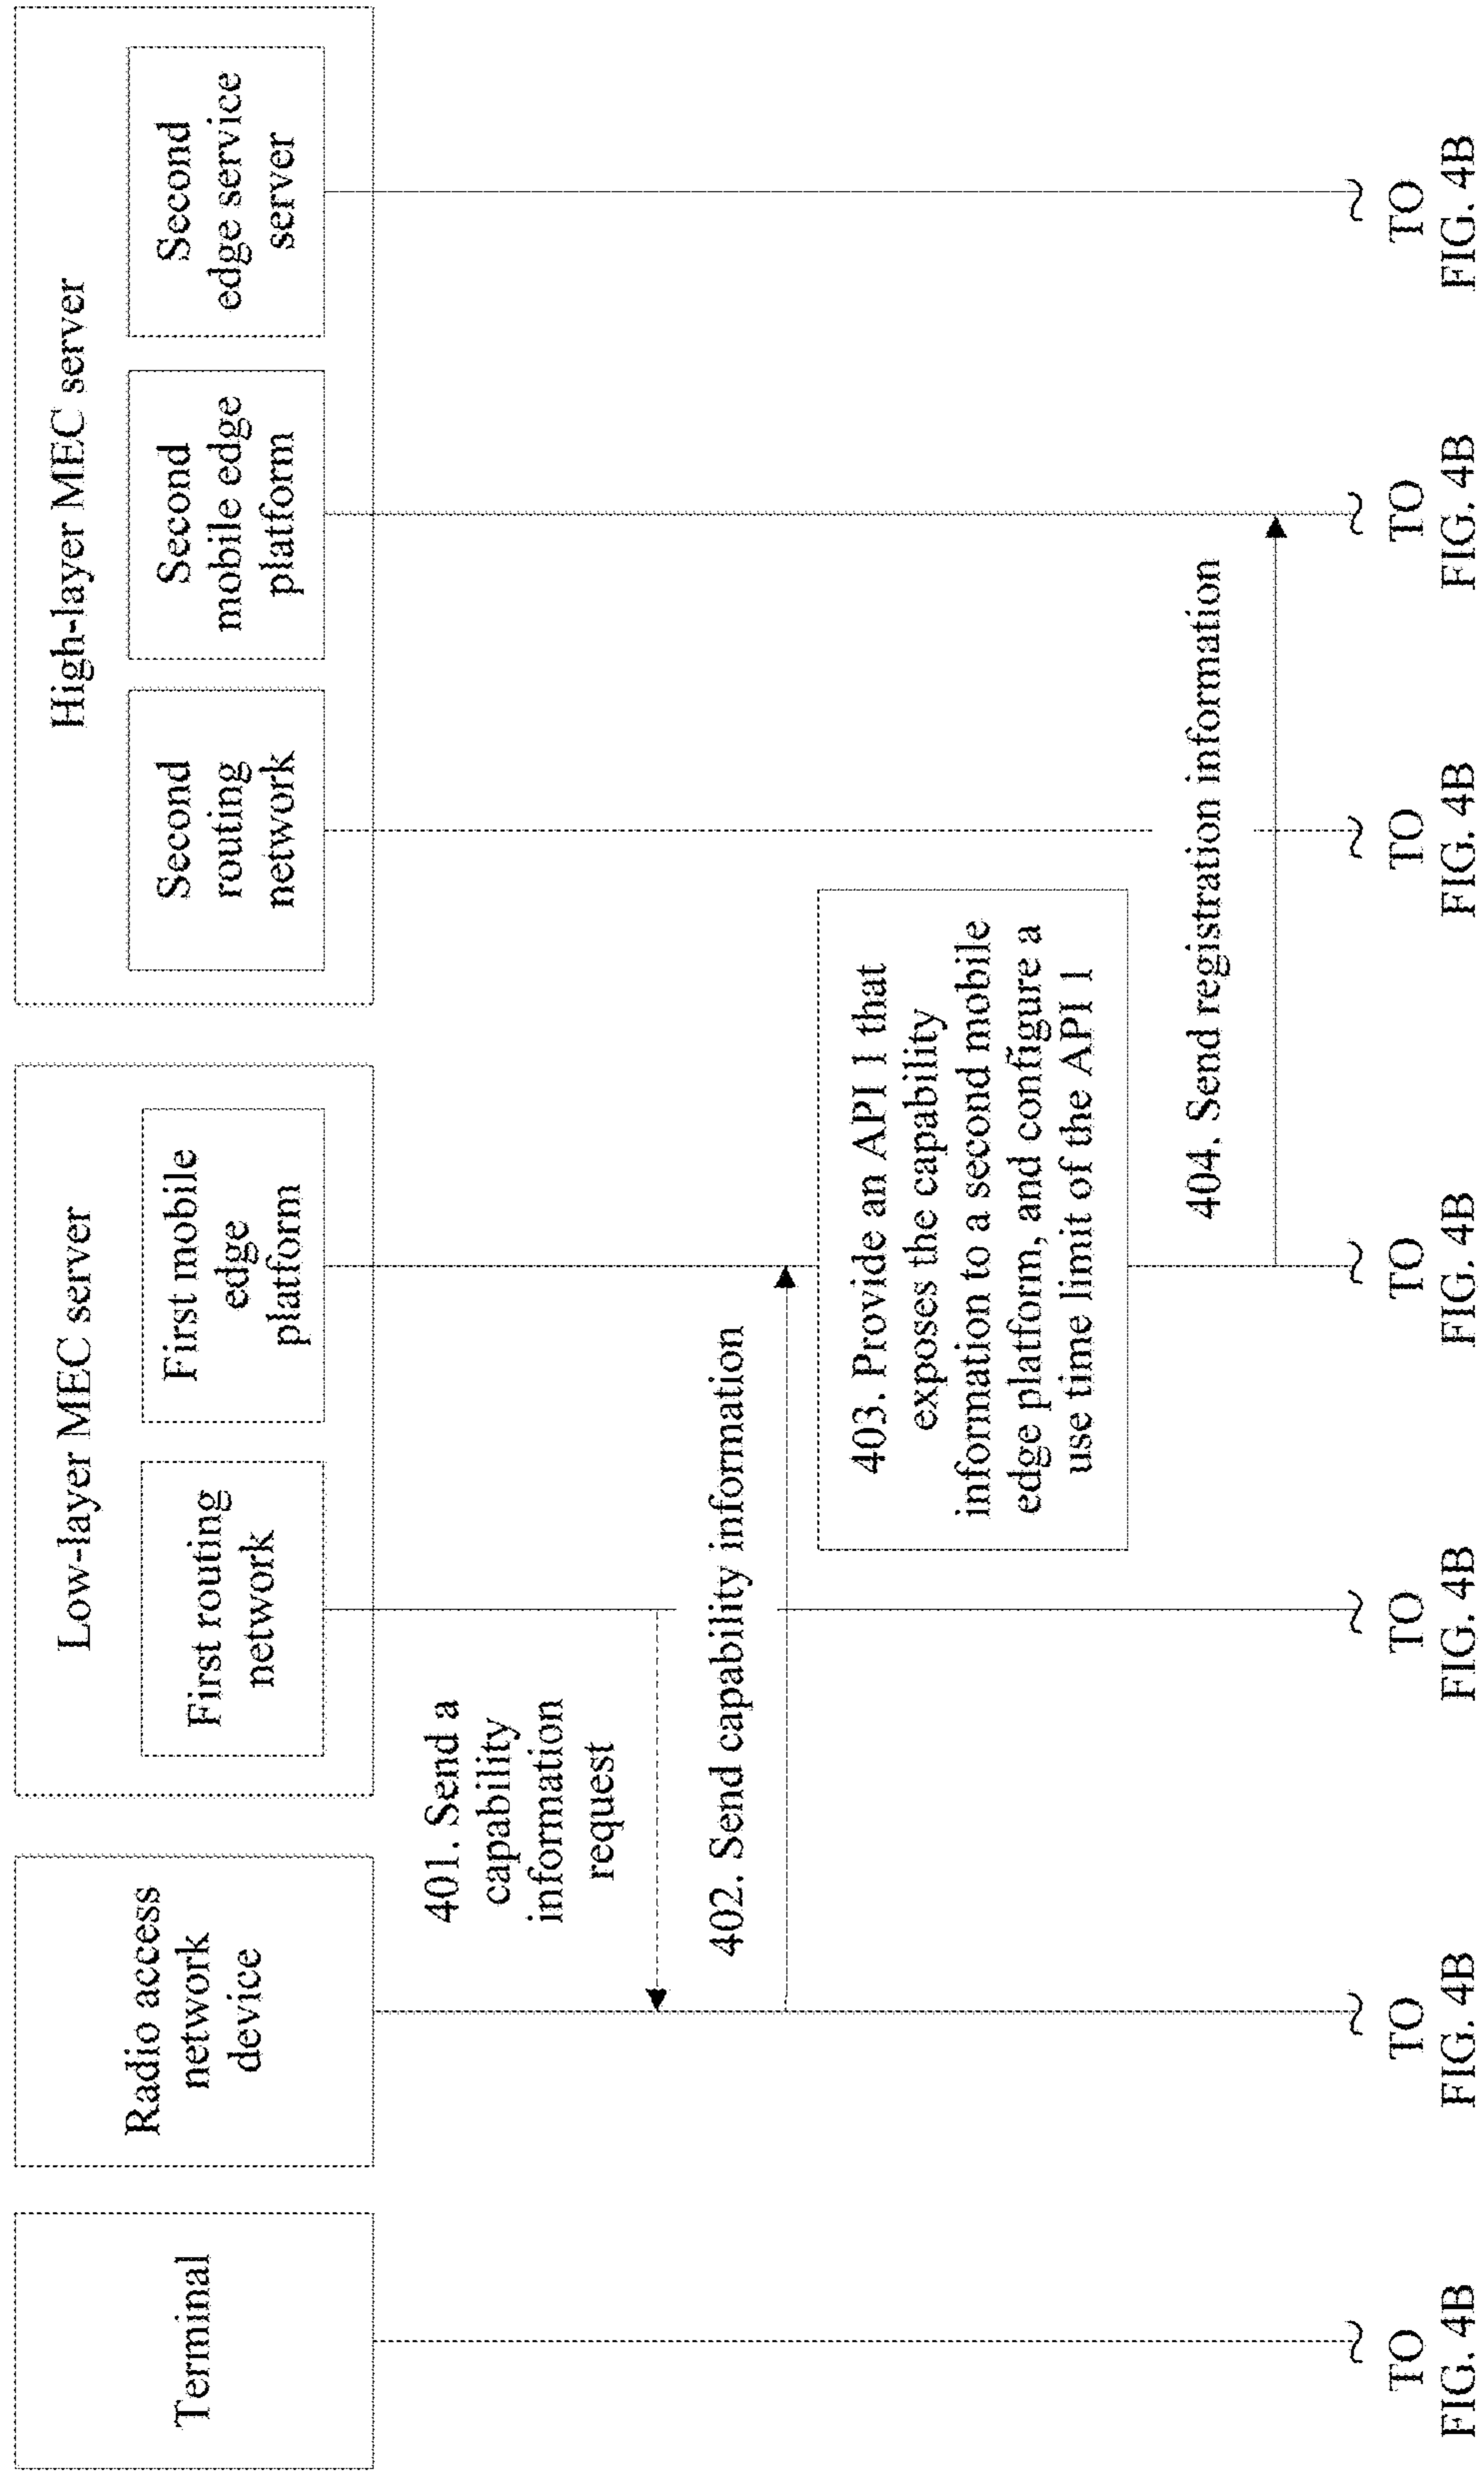 Terminal
Radio access
network
device
Low-layer MEC server
First routing
network
First mobile
edge
platform
High-layer MEC server
Second
routing
network
Second
mobile edge
platform
Second
edge service
server
401. Send a
capability
information
request
402. Send capability information
403. Provide an API 1 that
exposes the capability
information to a second mobile
edge platform, and configure a
use time limit of the API 1
404. Send registration information
TO
FIG. 4B
TO
FIG. 4B
TO
FIG. 4B
TO
FIG. 4B
TO
FIG. 4B
TO
FIG. 4B
TO
FIG. 4B